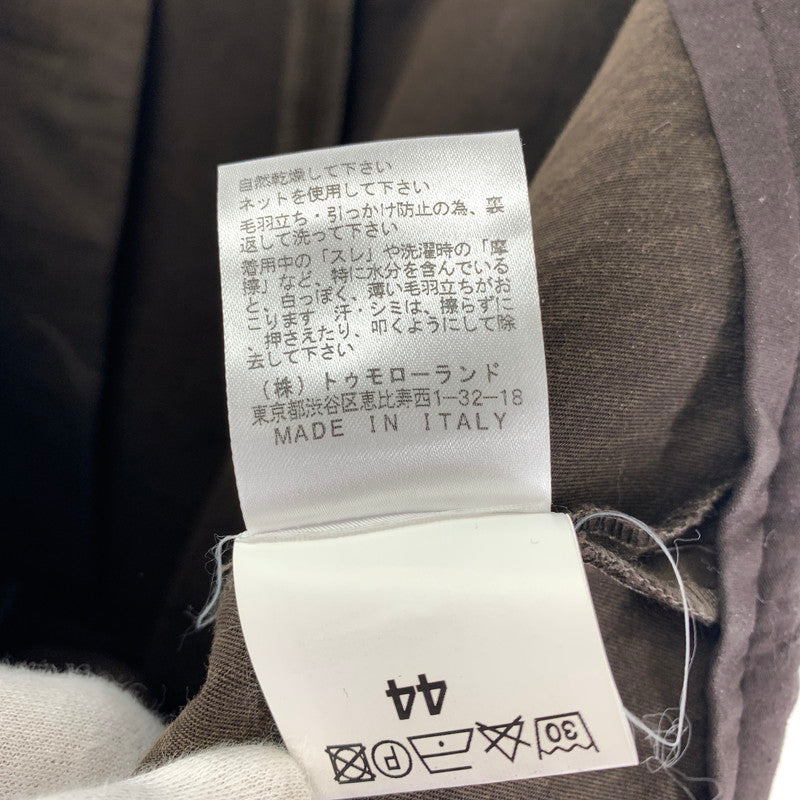 自然乾燥して下さい
ネットを使用して下さい
毛羽立ち・引っかけ防止の為、裏
返して洗って下さい
着用中の「スレ」や洗濯時の「摩
擦」など、特に水分を含んでいる
と、白っぽく、薄い毛羽立ちがお
こります 汗・シミは、擦らずに
、押さえたり、叩くようにして除
去して下さい
(株)トゥモローランド
東京都渋谷区恵比寿西1-32-18
MADE IN ITALY
44
30 P